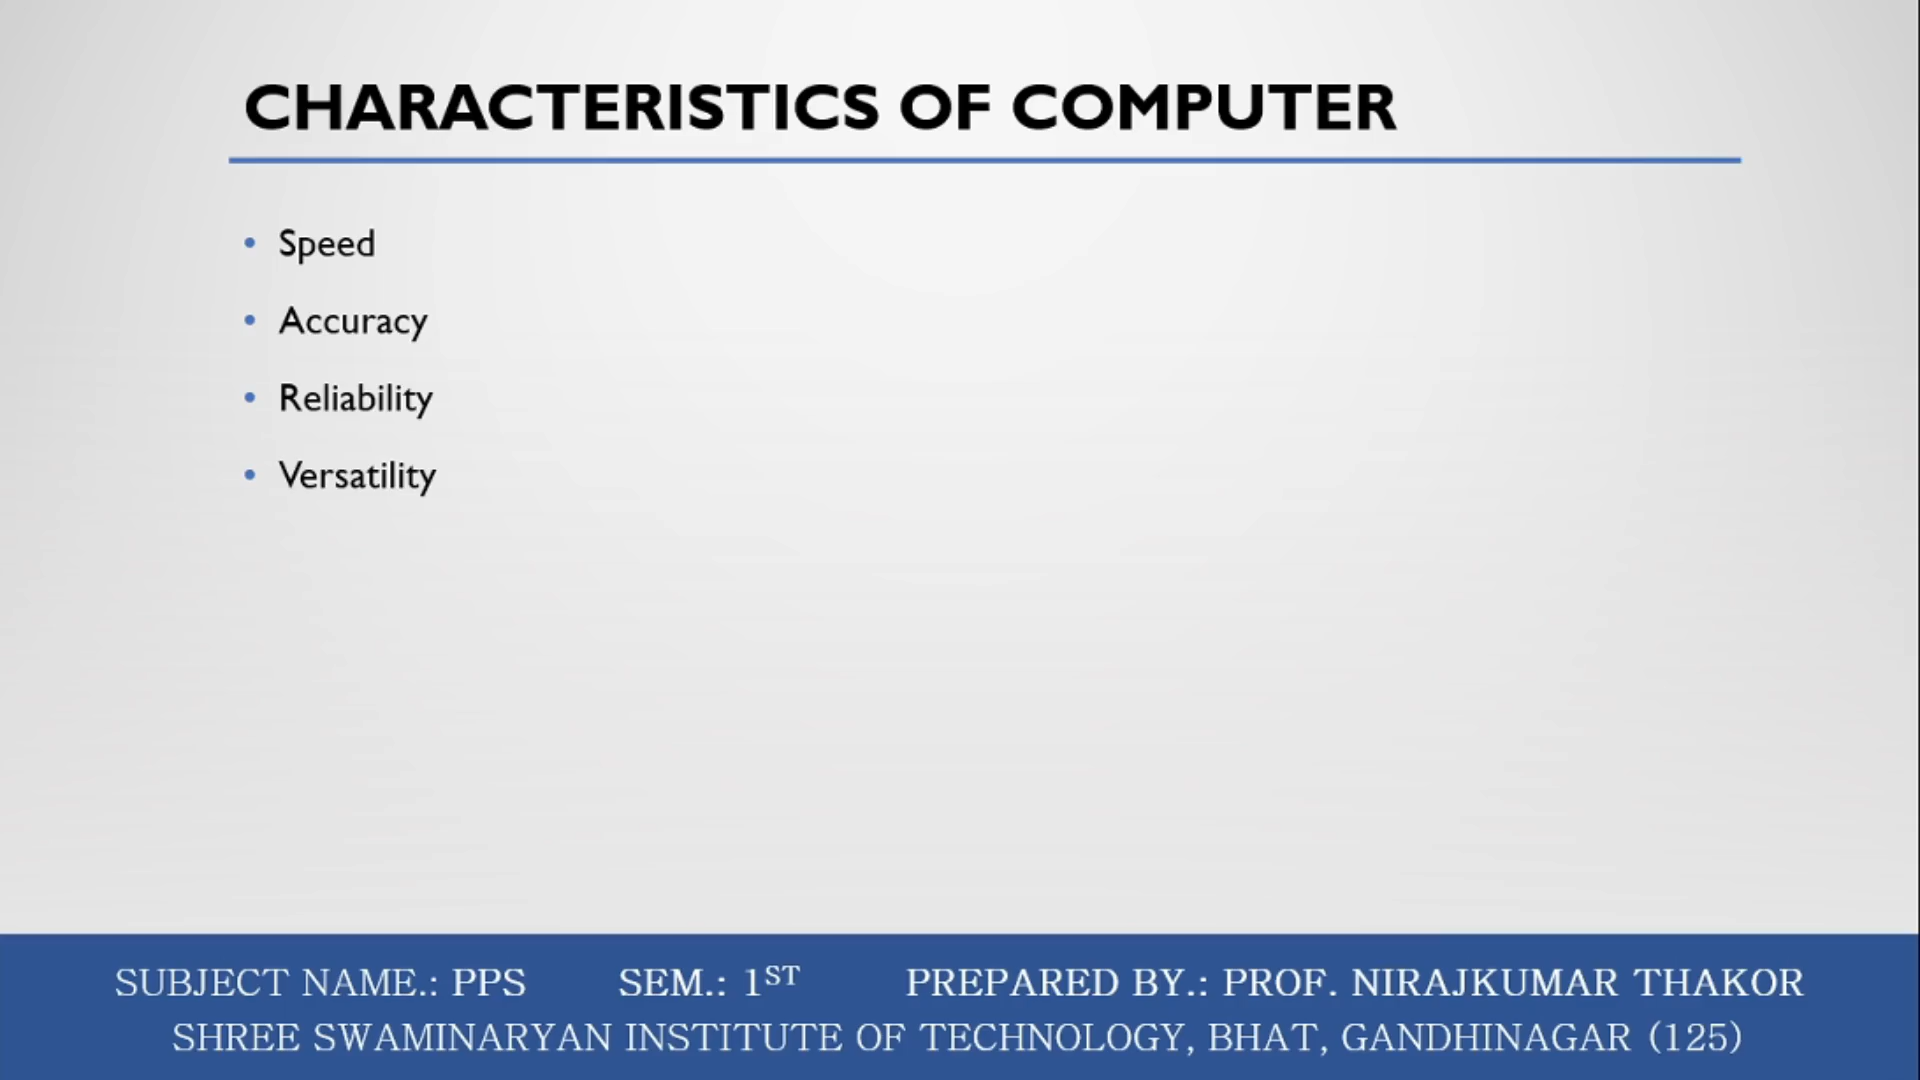 CHARACTERISTICS OF COMPUTER
• Speed
• Accuracy
• Reliability
• Versatility
SUBJECT NAME.: PPS SEM.: 1ST PREPARED BY.: PROF. NIRAJKUMAR THAKOR
SHREE SWAMINARYAN INSTITUTE OF TECHNOLOGY, BHAT, GANDHINAGAR (125)